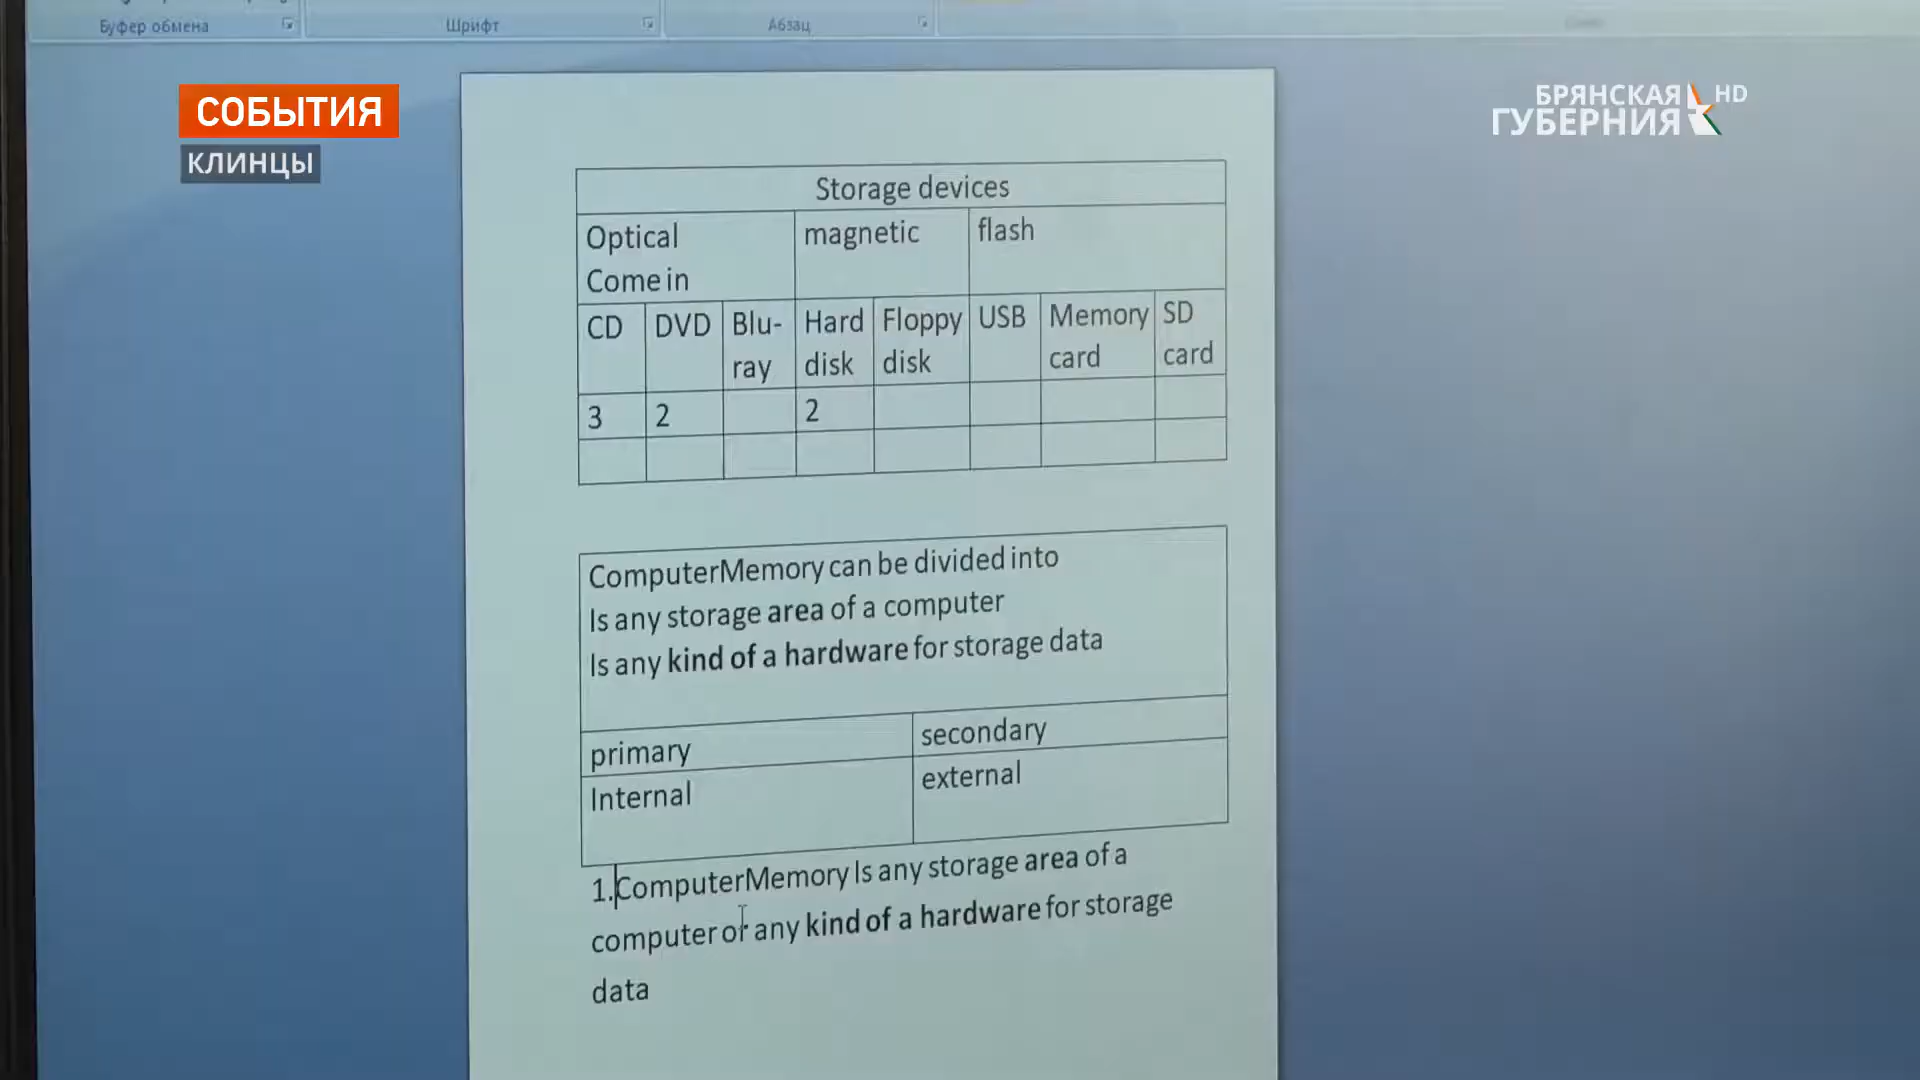 Буфер обмена
Шрифт
Абзац
СОБЫТИЯ
КЛИНЦЫ
БРЯНСКАЯ HD
ГУБЕРНИЯ
Storage devices
Optical magnetic flash
Come in
CD DVD Blu- Hard Floppy USB Memory SD
ray disk disk card card
3 2 2
ComputerMemory can be divided into
Is any storage area of a computer
Is any kind of a hardware for storage data
primary secondary
Internal external
1.ComputerMemory Is any storage area of a
computer or any kind of a hardware for storage
data